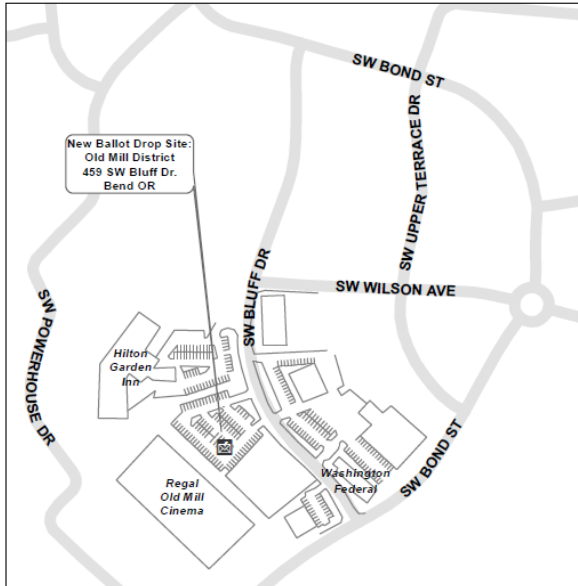 SW BOND ST
SW UPPER TERRACE DR
New Ballot Drop Site:
Old Mill District
459 SW Bluff Dr.
Bend OR
SW BLUFF DR
SW WILSON AVE
SW POWERHOUSE DR
Hilton
Garden
Inn
Regal
Old Mill
Cinema
Washington
Federal
SW BOND ST